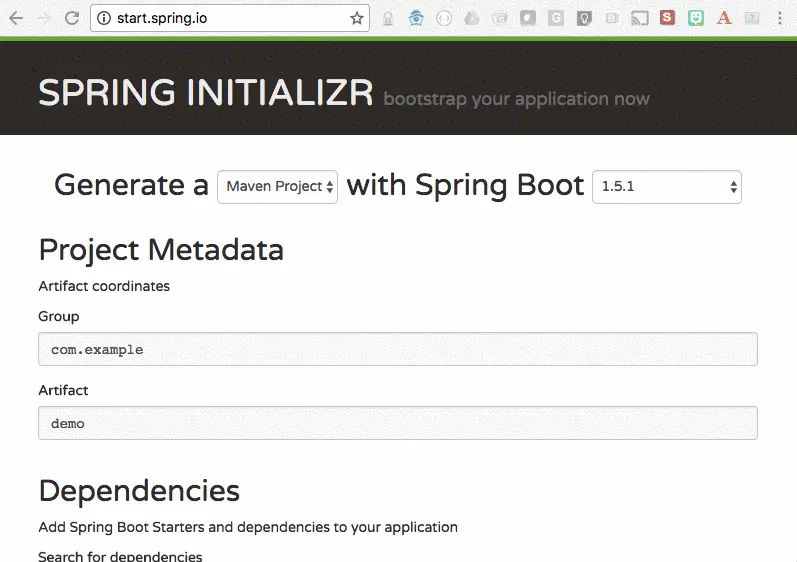 start.spring.io
SPRING INITIALIZR bootstrap your application now
Generate a Maven Project with Spring Boot 1.5.1
Project Metadata
Artifact coordinates
Group
com.example
Artifact
demo
Dependencies
Add Spring Boot Starters and dependencies to your application
Search for dependencies